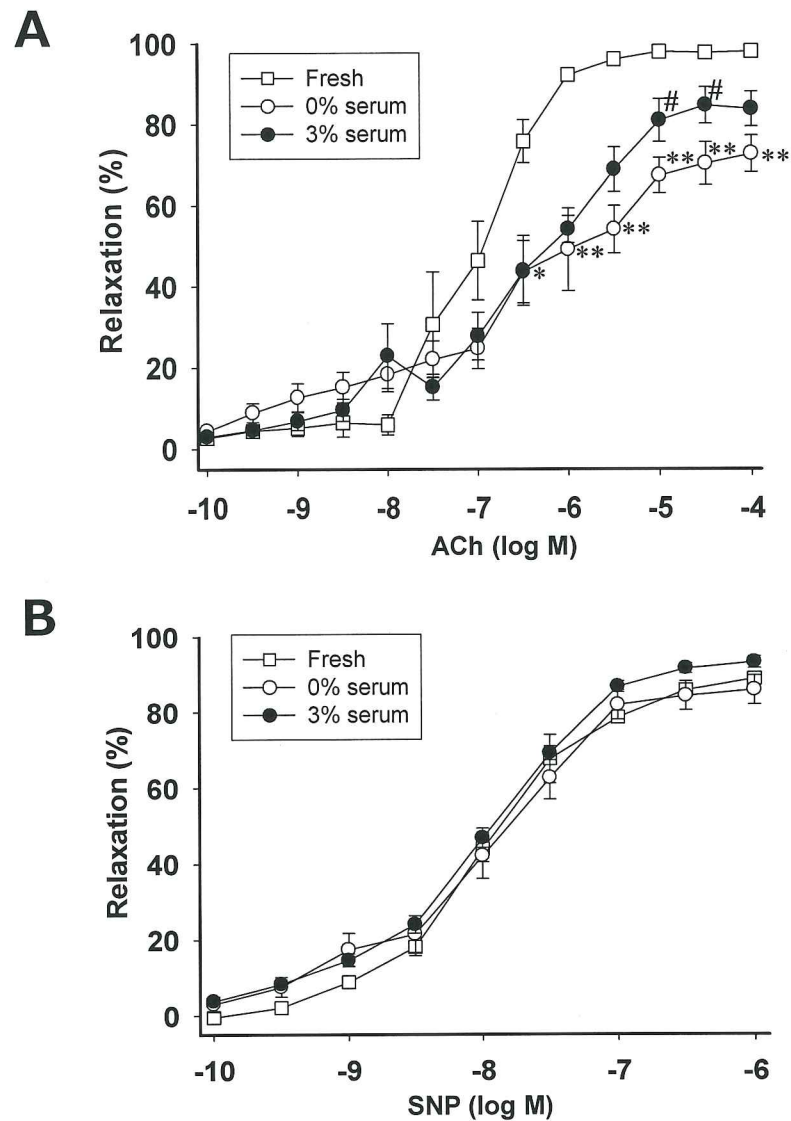 A
100
80
60
40
20
0
Relaxation (%)
Fresh
0% serum
3% serum
#
#
**
**
**
**
**
*
-10
-9
-8
-7
-6
-5
-4
ACh (log M)
B
100
80
60
40
20
0
Relaxation (%)
Fresh
0% serum
3% serum
-10
-9
-8
-7
-6
SNP (log M)